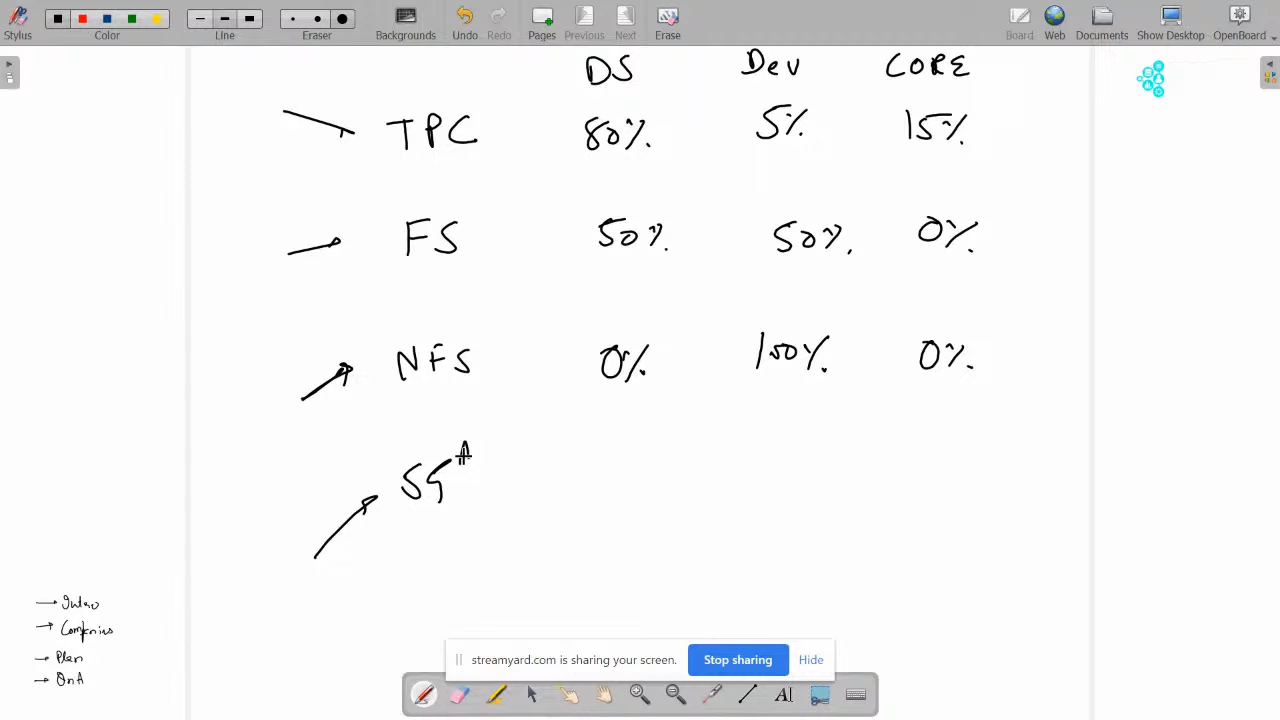 Stylus Color Line Eraser Backgrounds Undo Redo Pages Previous Next Erase Board Web Documents Show Desktop OpenBoard
DS Dev CORE
TPC 80% 5% 15%
FS 50% 50% 0%
NFS 0% 100% 0%
Intro
Companies
Plan
QnA
streamyard.com is sharing your screen. Stop sharing Hide